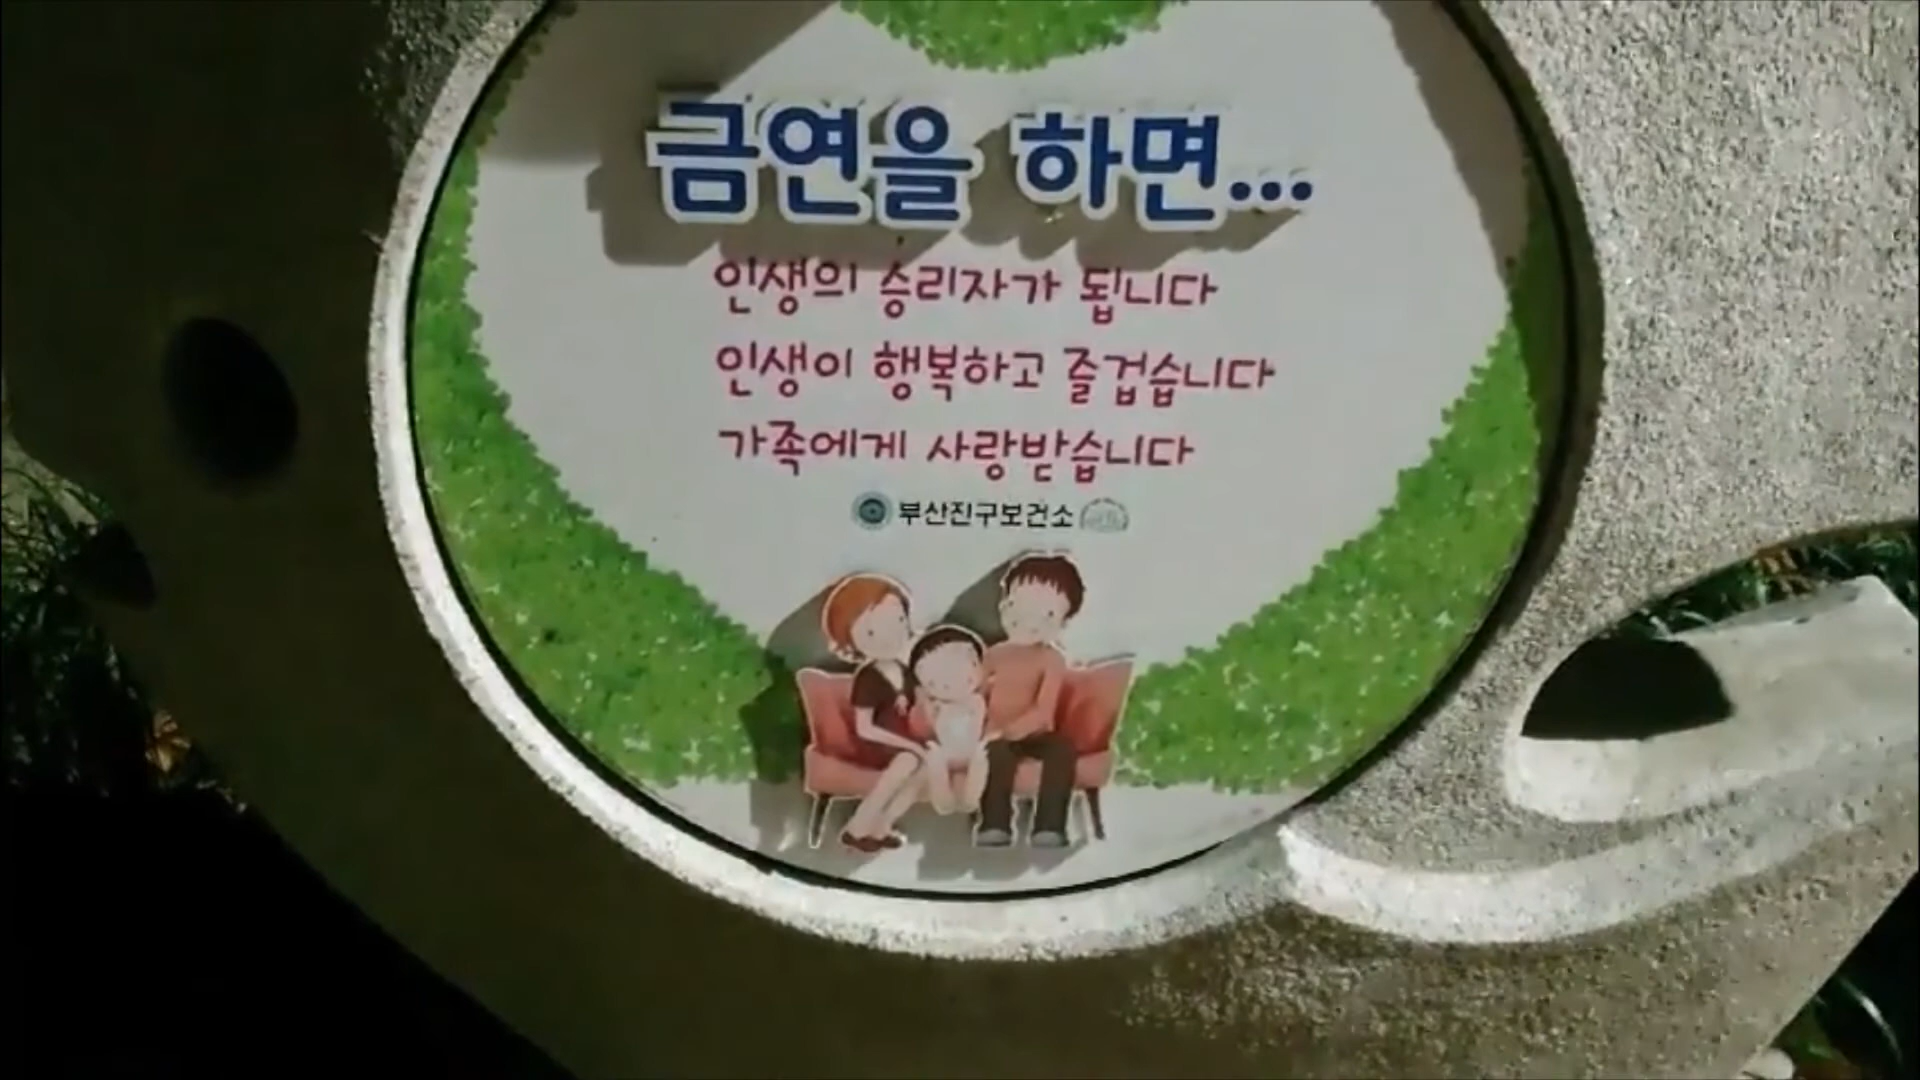 금연을 하면...
인생의 승리자가 됩니다
인생이 행복하고 즐겁습니다
가족에게 사랑받습니다
부산진구보건소